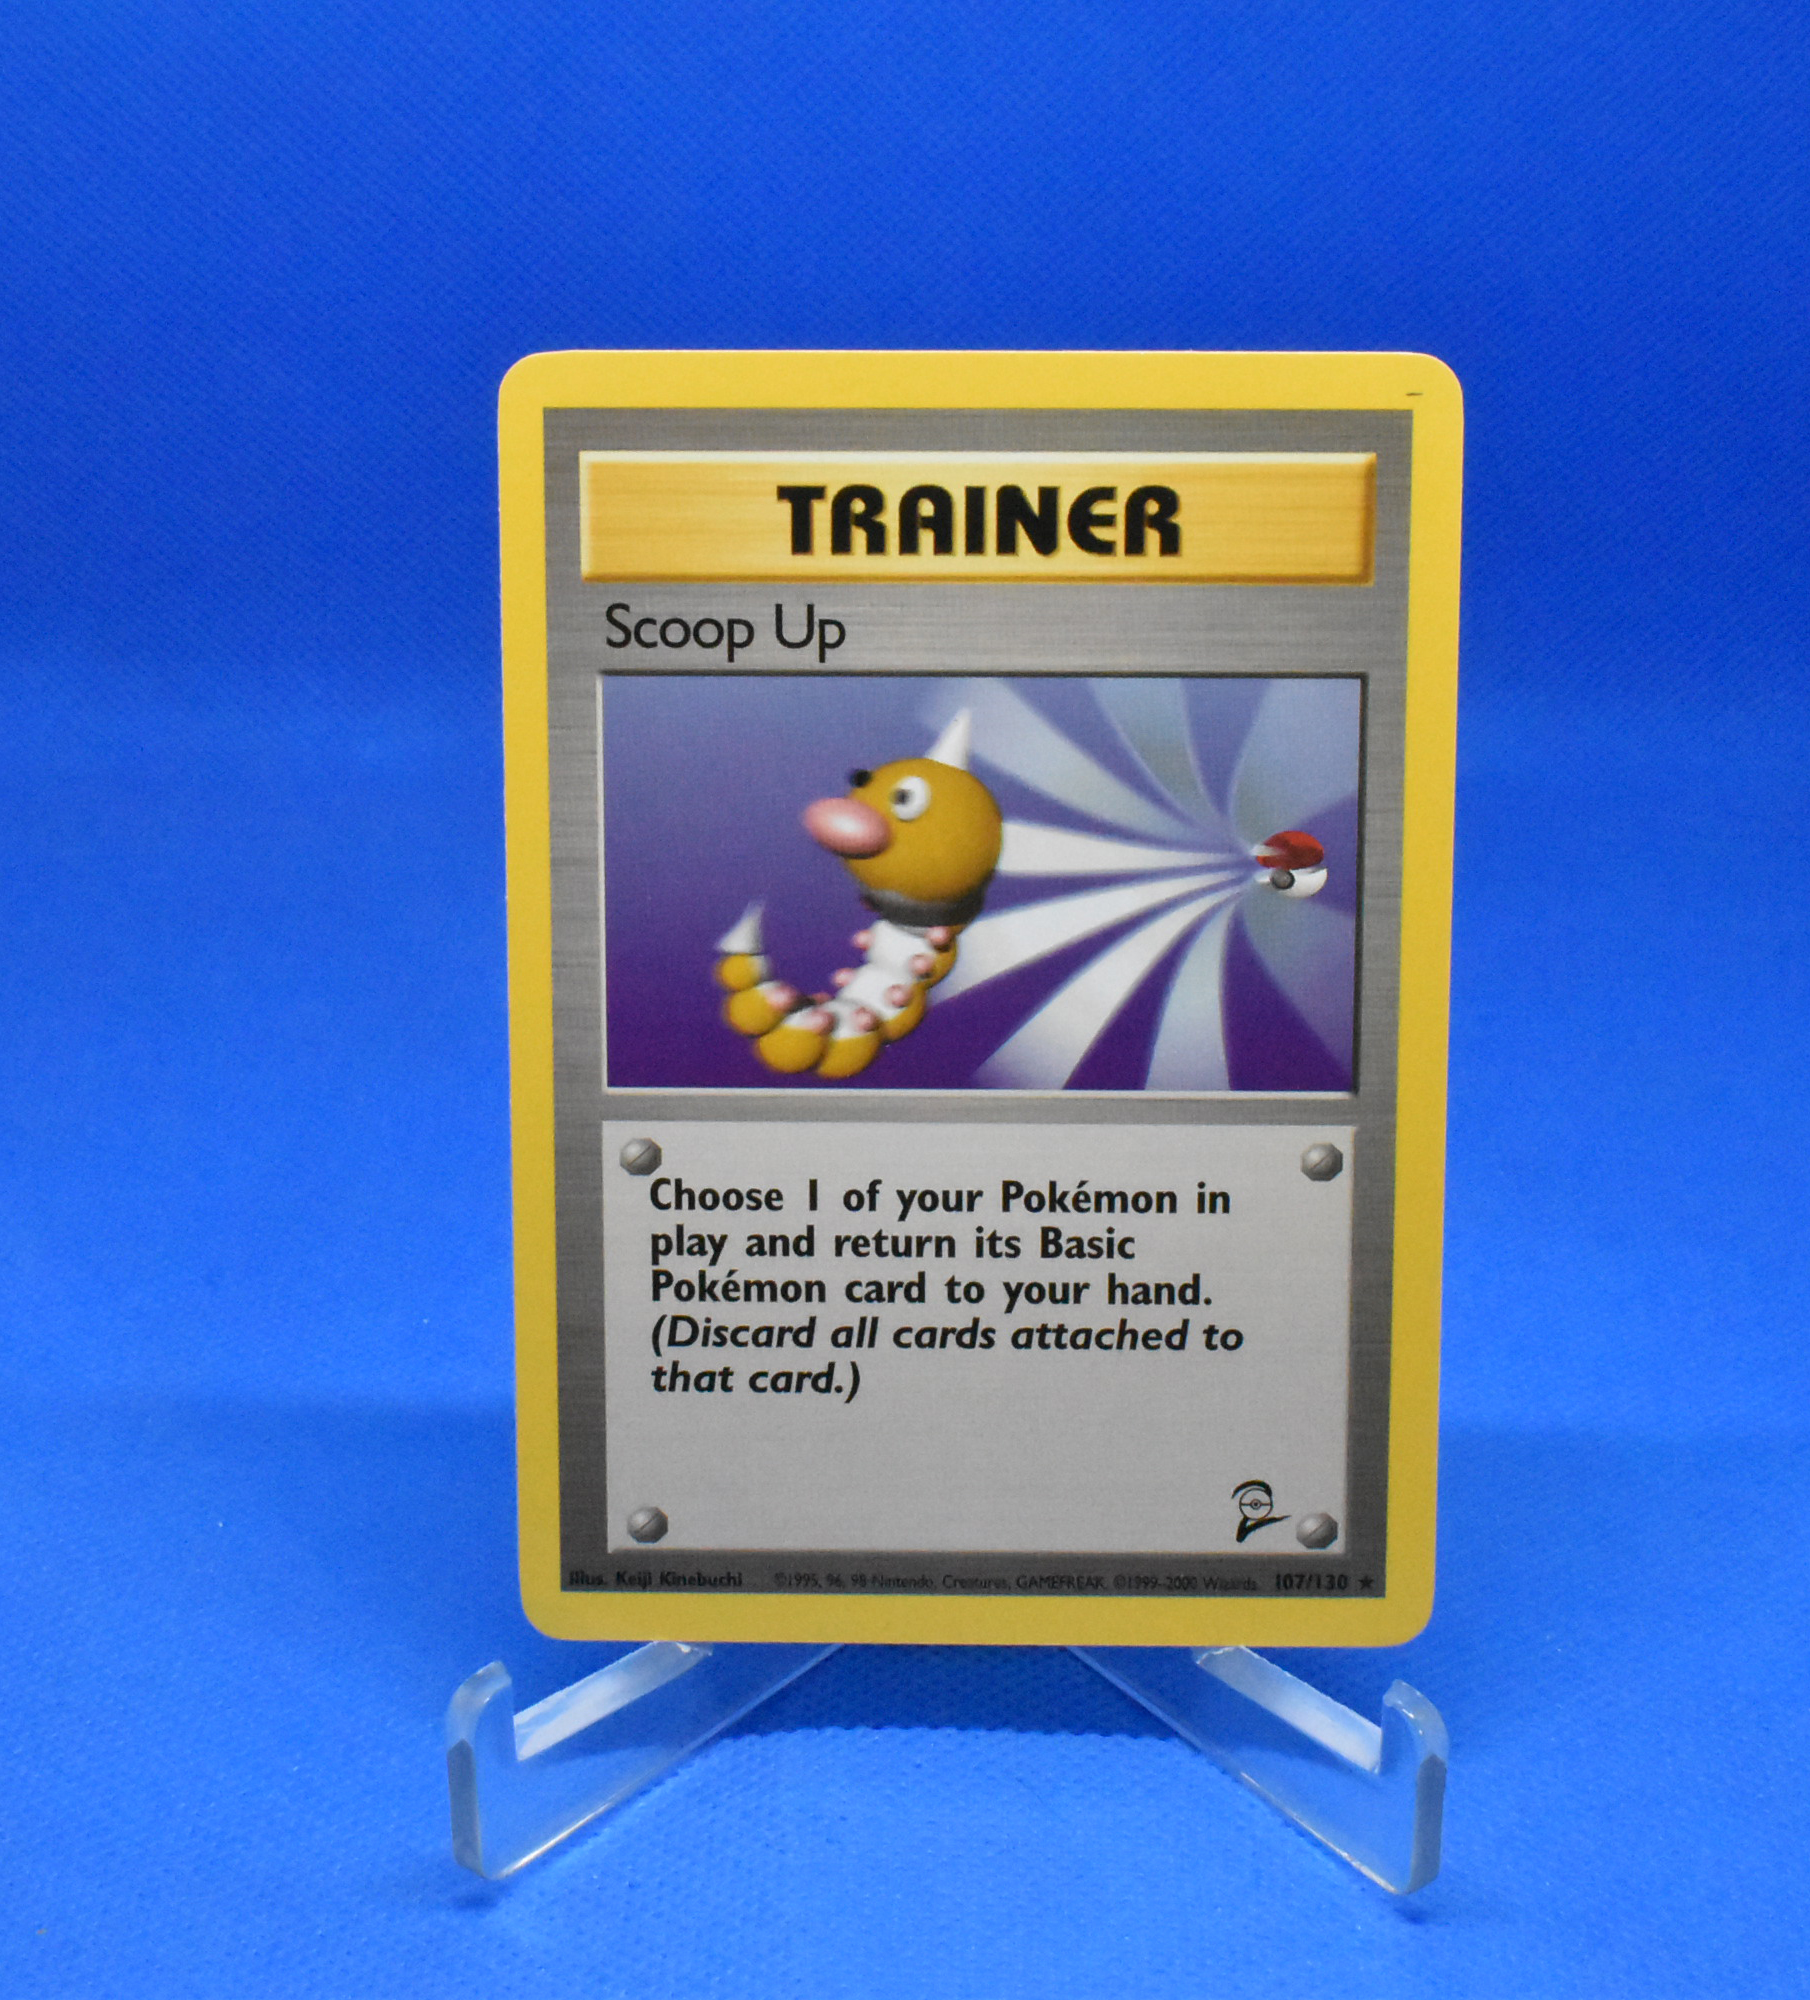 TRAINER
Scoop Up
Choose 1 of your Pokémon in
play and return its Basic
Pokémon card to your hand.
(Discard all cards attached to
that card.)
Illus. Keiji Kinebuchi ©1995, 96, 98 Nintendo, Creatures, GAMEFREAK. ©1999-2000 Wizards. 107/130 ★